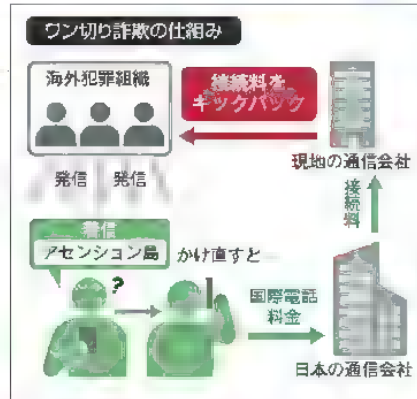 ワン切り詐欺の仕組み
海外犯罪組織
接続料を
キックバック
現地の通信会社
発信 発信
接続料
着信
アセンション島
かけ直すと
?
国際電話
料金
日本の通信会社